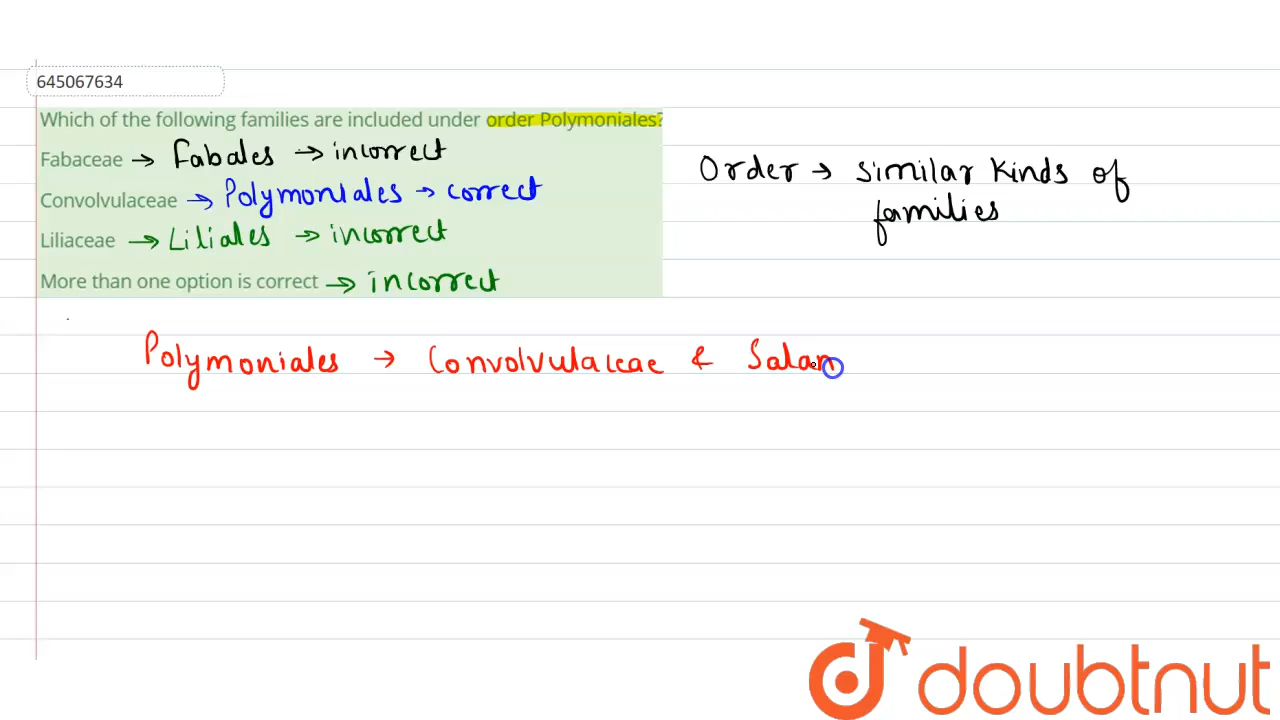 645067634
Which of the following families are included under order Polymoniales?
Fabaceae → Fabales → incorrect
Convolvulaceae → Polymoniales → correct
Liliaceae → Liliales → incorrect
More than one option is correct → incorrect
Order → similar kinds of
families
Polymoniales → Convolvulaceae & Salan
doubtnut